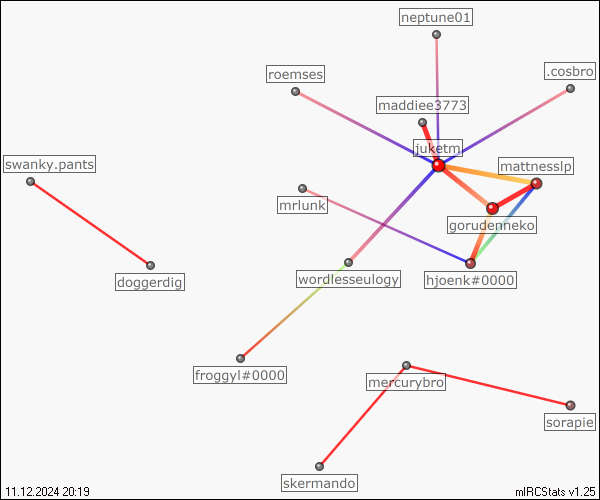 neptune01
roemses
.cosbro
maddiee3773
juketm
swanky.pants
mattnesslp
mrlunk
gorudenneko
doggerdig
wordlesseulogy
hjoenk#0000
froggyl#0000
mercurybro
sorapie
skermando
11.12.2024 20:19
mIRCStats v1.25